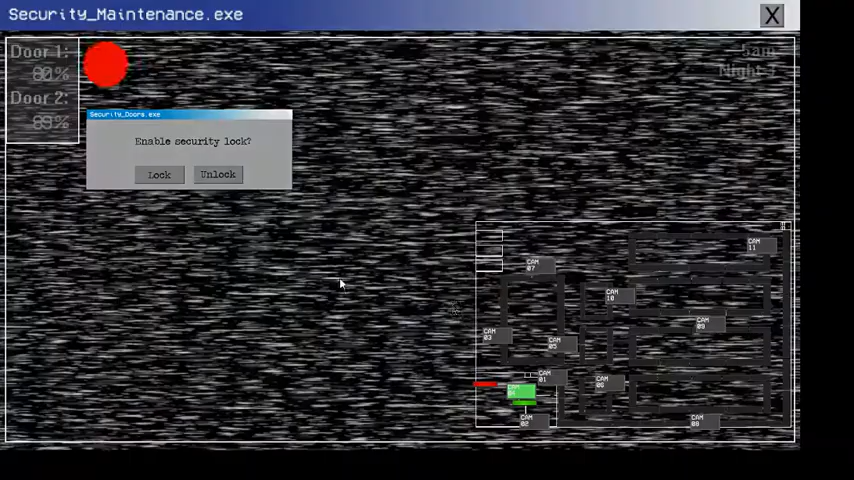 Security_Maintenance.exe
X
Door 1:
80%
Door 2:
89%
5am
Night
Security_Doors.exe
Enable security lock?
Lock
Unlock
CAM
11
CAM
07
CAM
10
CAM
09
CAM
03
CAM
05
CAM
01
CAM
06
CAM
02
CAM
08